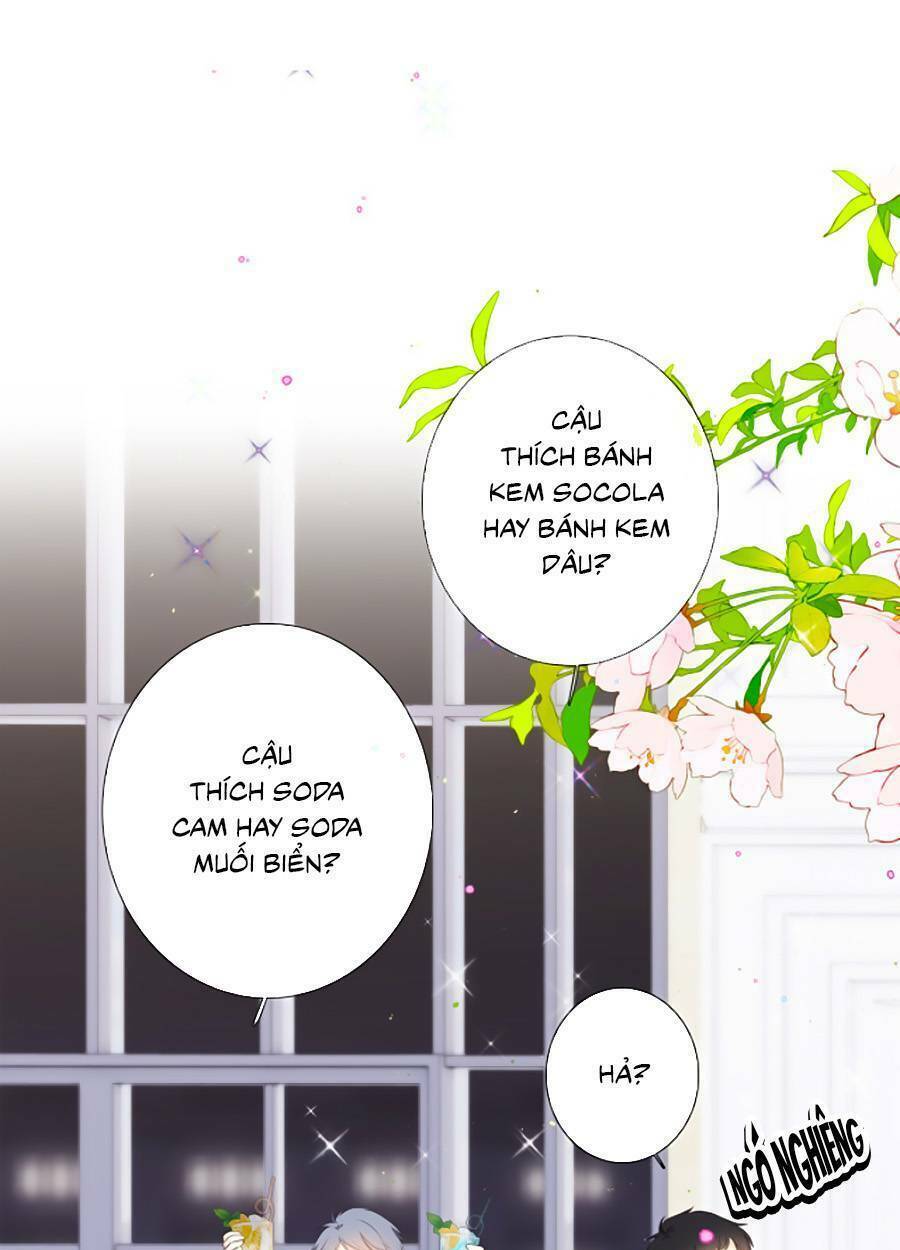 CẬU
THÍCH BÁNH
KEM SOCOLA
HAY BÁNH KEM
DÂU?
CẬU
THÍCH SODA
CAM HAY SODA
MUỐI BIỂN?
HẢ?
NGÓ NGHIÊNG